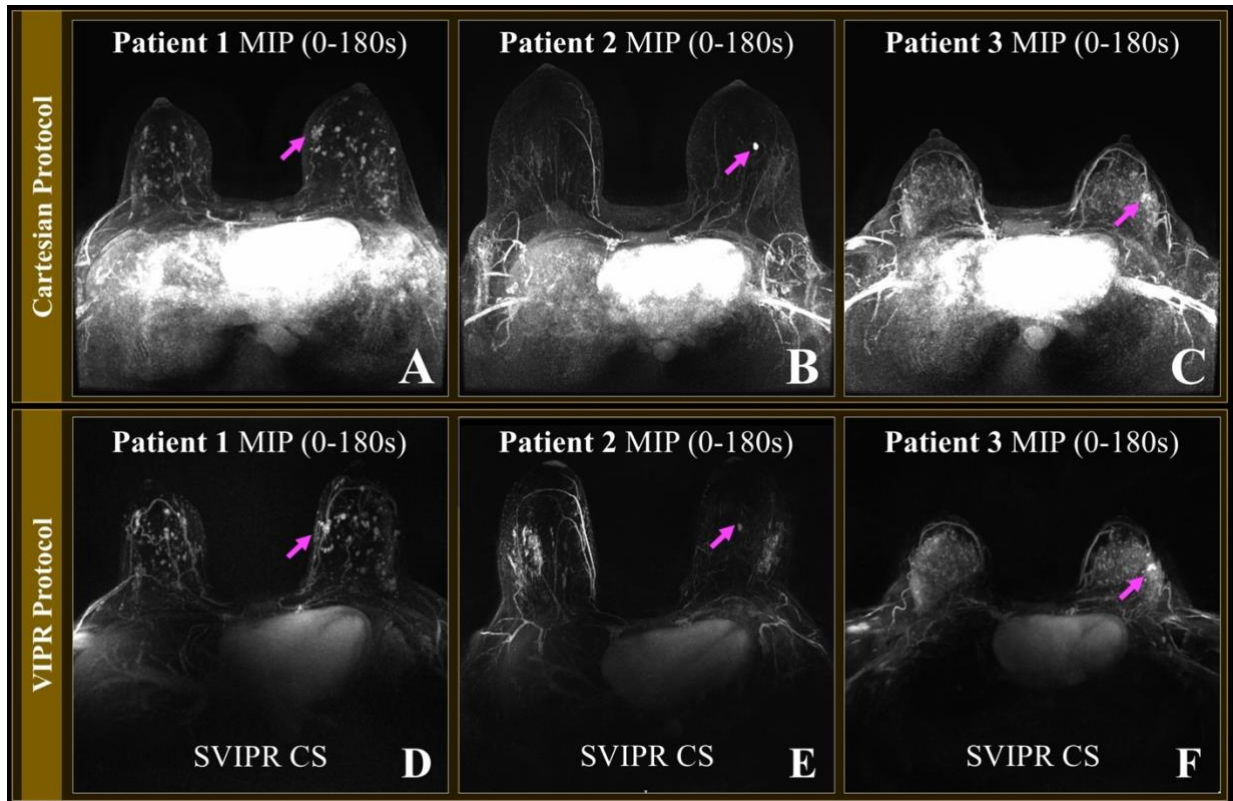 Cartesian Protocol
Patient 1 MIP (0-180s)
A
Patient 2 MIP (0-180s)
B
Patient 3 MIP (0-180s)
C
VIPR Protocol
Patient 1 MIP (0-180s)
SVIPR CS
D
Patient 2 MIP (0-180s)
SVIPR CS
E
Patient 3 MIP (0-180s)
SVIPR CS
F